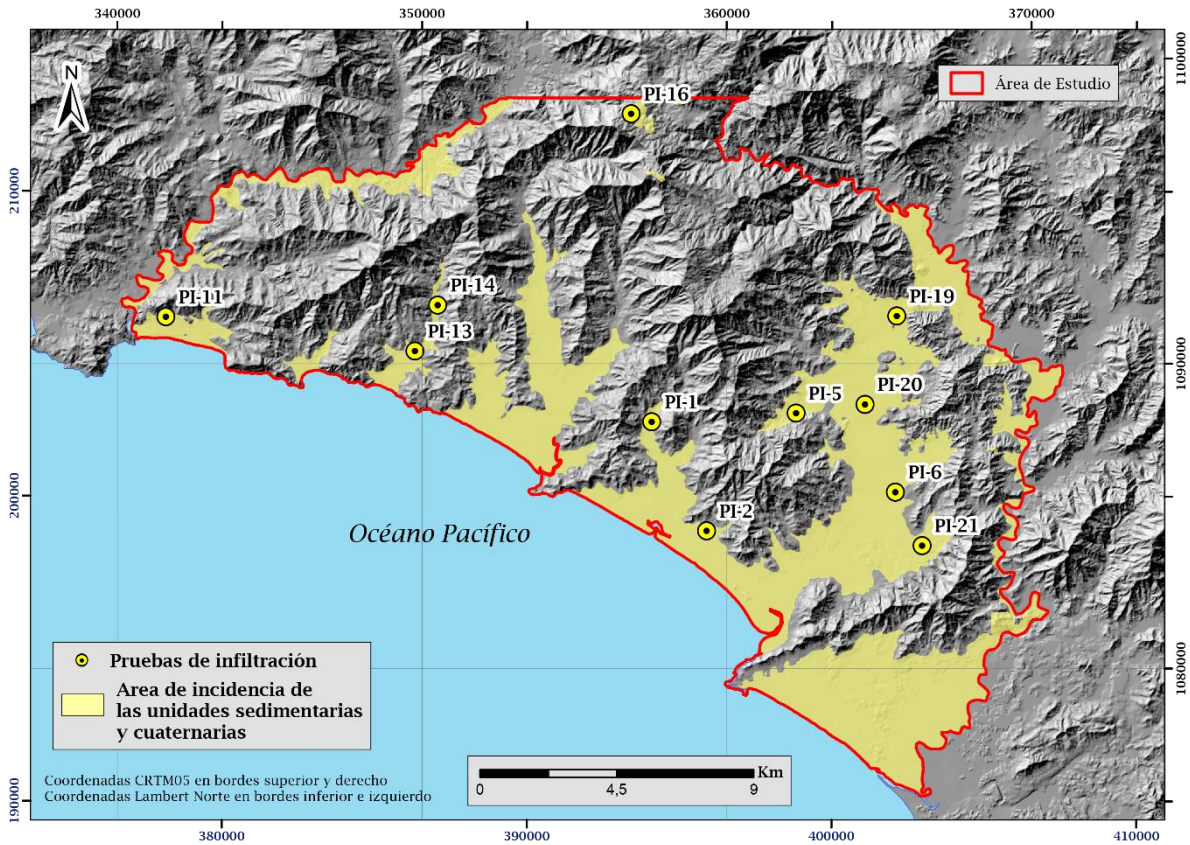 340000
350000
360000
370000
N
PI-16
Área de Estudio
1100000
210000
PI-14
PI-11
PI-19
PI-13
1090000
PI-20
PI-5
PI-1
PI-6
200000
PI-2
PI-21
Océano Pacífico
Pruebas de infiltración
Area de incidencia de
las unidades sedimentarias
y cuaternarias
1080000
Km
0
4,5
9
Coordenadas CRTM05 en bordes superior y derecho
Coordenadas Lambert Norte en bordes inferior e izquierdo
190000
380000
390000
400000
410000